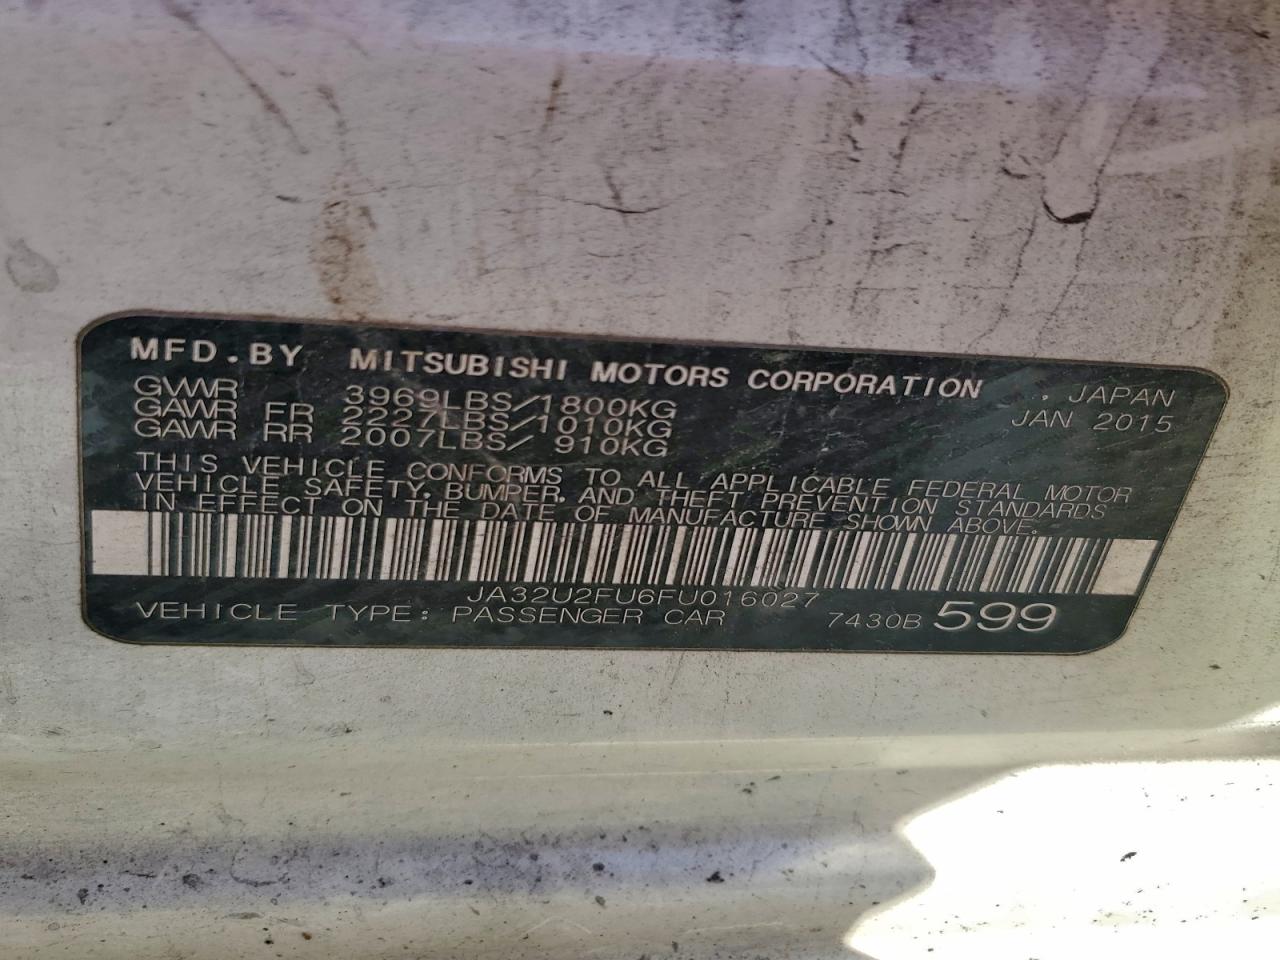 MFD.BY MITSUBISHI MOTORS CORPORATION . JAPAN
GVWR 3969LBS/1800KG JAN 2015
GAWR FR 2227LBS/1010KG
GAWR RR 2007LBS/ 910KG
THIS VEHICLE CONFORMS TO ALL APPLICABLE FEDERAL MOTOR
VEHICLE SAFETY, BUMPER, AND THEFT PREVENTION STANDARDS
IN EFFECT ON THE DATE OF MANUFACTURE SHOWN ABOVE.
JA32U2FU6FU016027
VEHICLE TYPE: PASSENGER CAR 7430B 599